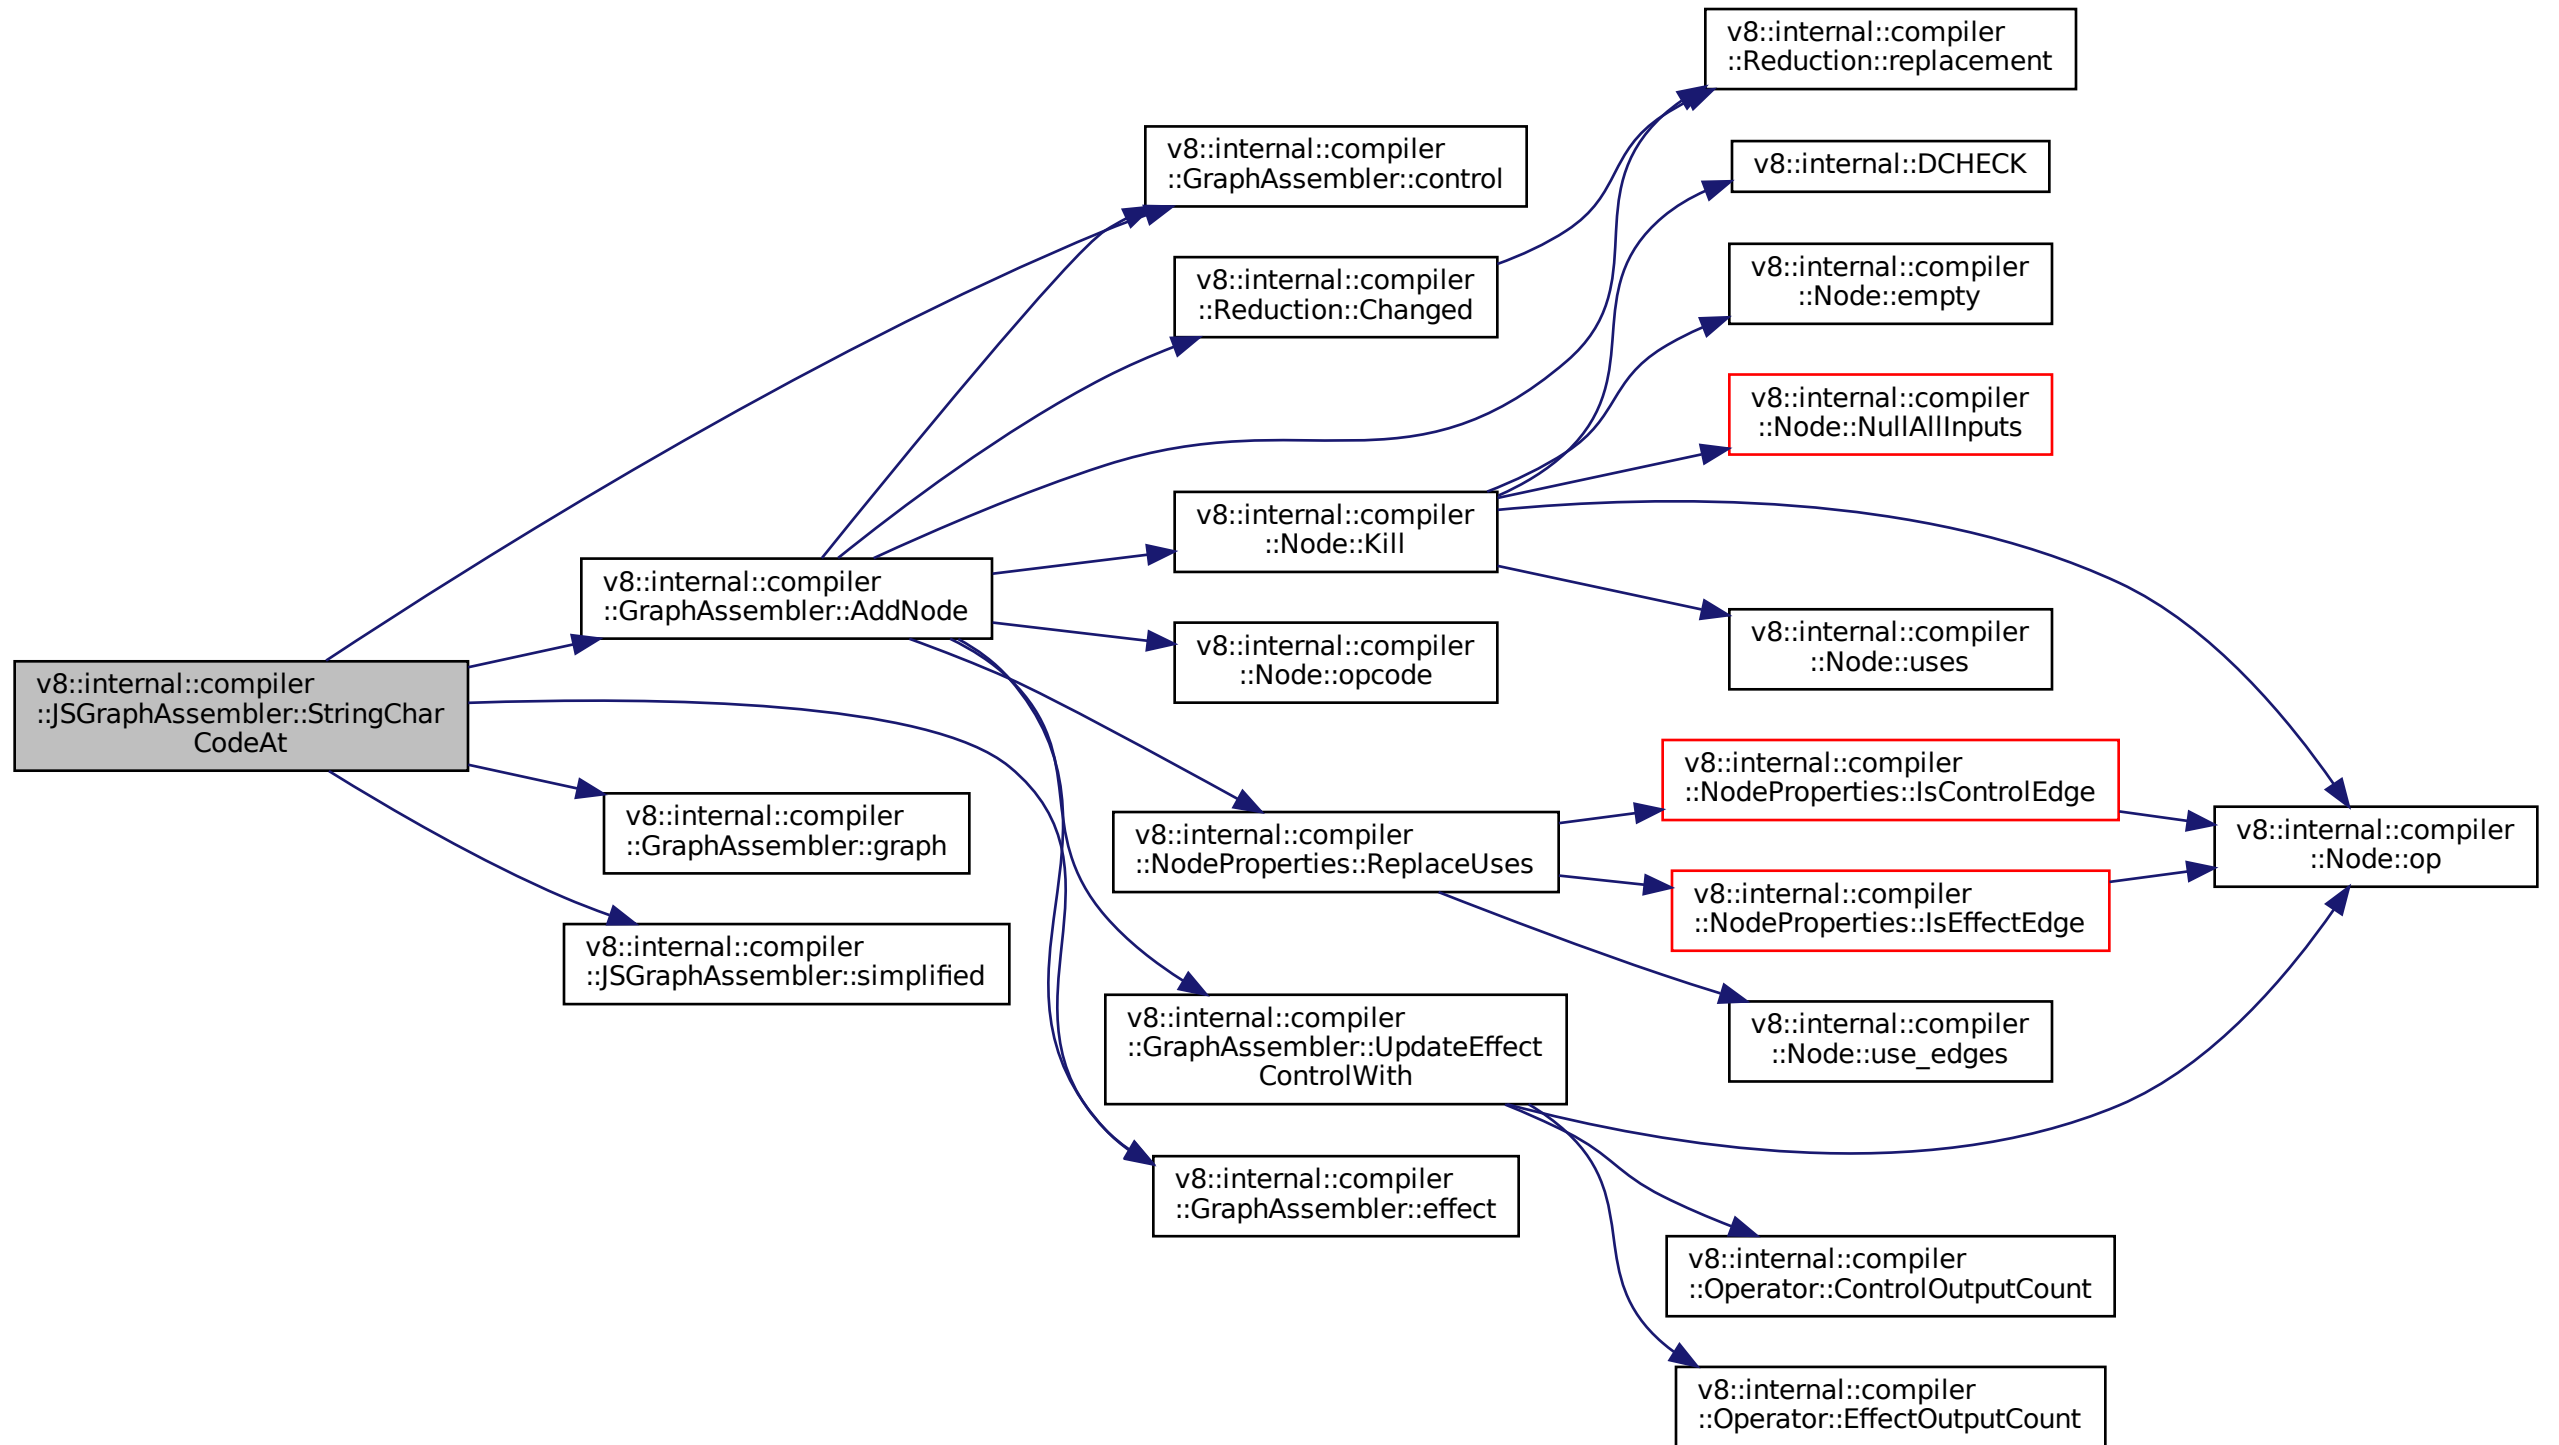 v8::internal::compiler
::JSGraphAssembler::StringChar
CodeAt
v8::internal::compiler
::GraphAssembler::AddNode
v8::internal::compiler
::GraphAssembler::graph
v8::internal::compiler
::JSGraphAssembler::simplified
v8::internal::compiler
::GraphAssembler::control
v8::internal::compiler
::Reduction::Changed
v8::internal::compiler
::Node::Kill
v8::internal::compiler
::Node::opcode
v8::internal::compiler
::NodeProperties::ReplaceUses
v8::internal::compiler
::GraphAssembler::UpdateEffect
ControlWith
v8::internal::compiler
::GraphAssembler::effect
v8::internal::compiler
::Reduction::replacement
v8::internal::DCHECK
v8::internal::compiler
::Node::empty
v8::internal::compiler
::Node::NullAllInputs
v8::internal::compiler
::Node::uses
v8::internal::compiler
::NodeProperties::IsControlEdge
v8::internal::compiler
::NodeProperties::IsEffectEdge
v8::internal::compiler
::Node::use_edges
v8::internal::compiler
::Operator::ControlOutputCount
v8::internal::compiler
::Operator::EffectOutputCount
v8::internal::compiler
::Node::op